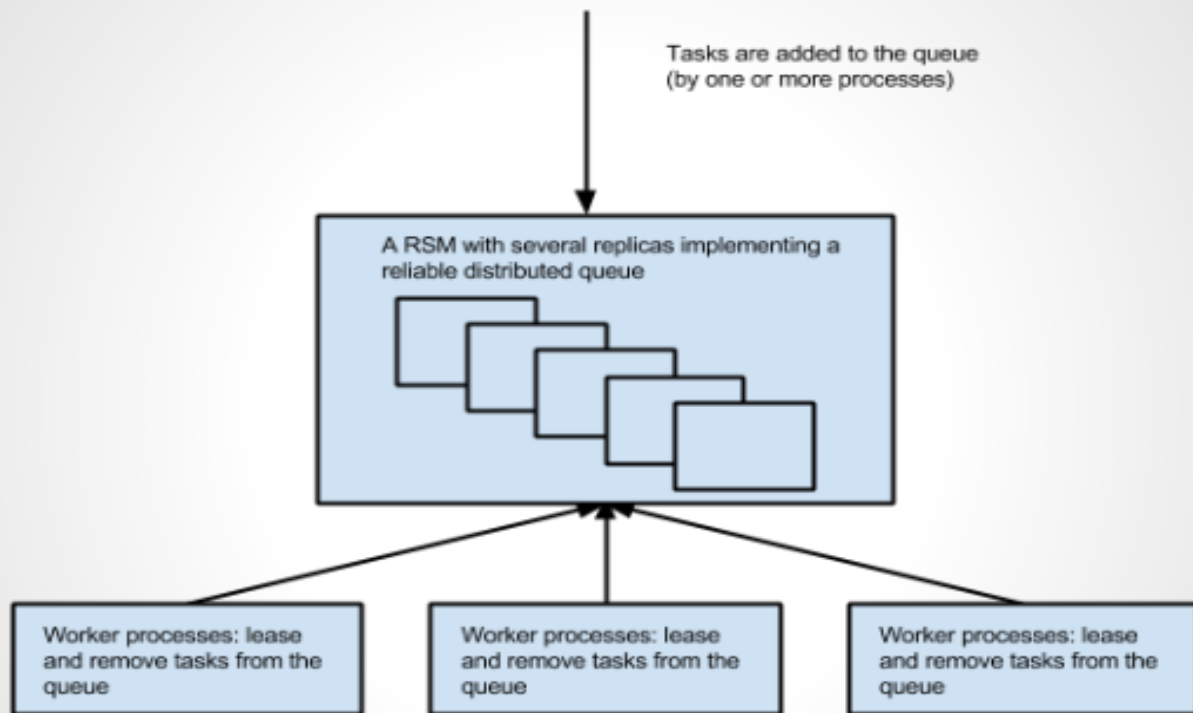 Tasks are added to the queue
(by one or more processes)
A RSM with several replicas implementing a
reliable distributed queue
Worker processes: lease
and remove tasks from the
queue
Worker processes: lease
and remove tasks from the
queue
Worker processes: lease
and remove tasks from the
queue